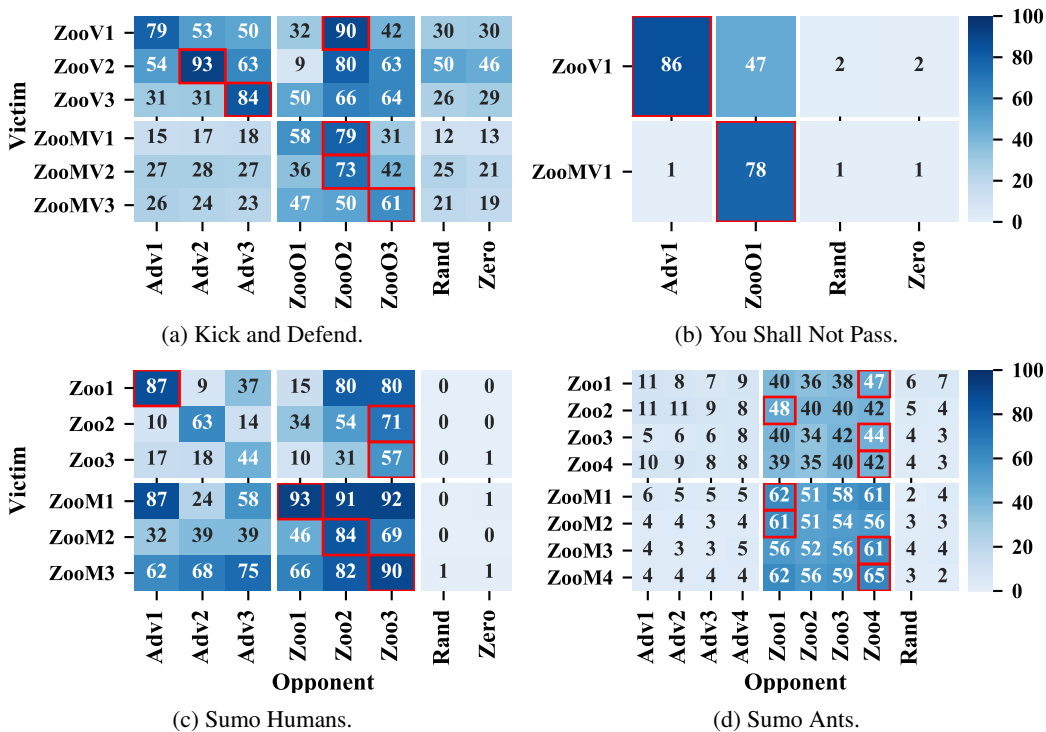 Victim
ZooV1 79 53 50 32 90 42 30 30
ZooV2 54 93 63 9 80 63 50 46
ZooV3 31 31 84 50 66 64 26 29
ZooMV1 15 17 18 58 79 31 12 13
ZooMV2 27 28 27 36 73 42 25 21
ZooMV3 26 24 23 47 50 61 21 19
Adv1 Adv2 Adv3 ZooO1 ZooO2 ZooO3 Rand Zero
(a) Kick and Defend.
ZooV1 86 47 2 2
ZooMV1 1 78 1 1
Adv1 ZooO1 Rand Zero
100
80
60
40
20
0
(b) You Shall Not Pass.
Victim
Zoo1 87 9 37 15 80 80 0 0
Zoo2 10 63 14 34 54 71 0 0
Zoo3 17 18 44 10 31 57 0 1
ZooM1 87 24 58 93 91 92 0 1
ZooM2 32 39 39 46 84 69 0 0
ZooM3 62 68 75 66 82 90 1 1
Adv1 Adv2 Adv3 Zoo1 Zoo2 Zoo3 Rand Zero
Opponent
(c) Sumo Humans.
Zoo1 11 8 7 9 40 36 38 47 6 7
Zoo2 11 11 9 8 48 40 40 42 5 4
Zoo3 5 6 6 8 40 34 42 44 4 3
Zoo4 10 9 8 8 39 35 40 42 4 3
ZooM1 6 5 5 5 62 51 58 61 2 4
ZooM2 4 4 3 4 61 51 54 56 3 3
ZooM3 4 3 3 5 56 52 56 61 4 4
ZooM4 4 4 4 4 62 56 59 65 3 2
Adv1 Adv2 Adv3 Adv4 Zoo1 Zoo2 Zoo3 Zoo4 Rand
Opponent
100
80
60
40
20
0
(d) Sumo Ants.